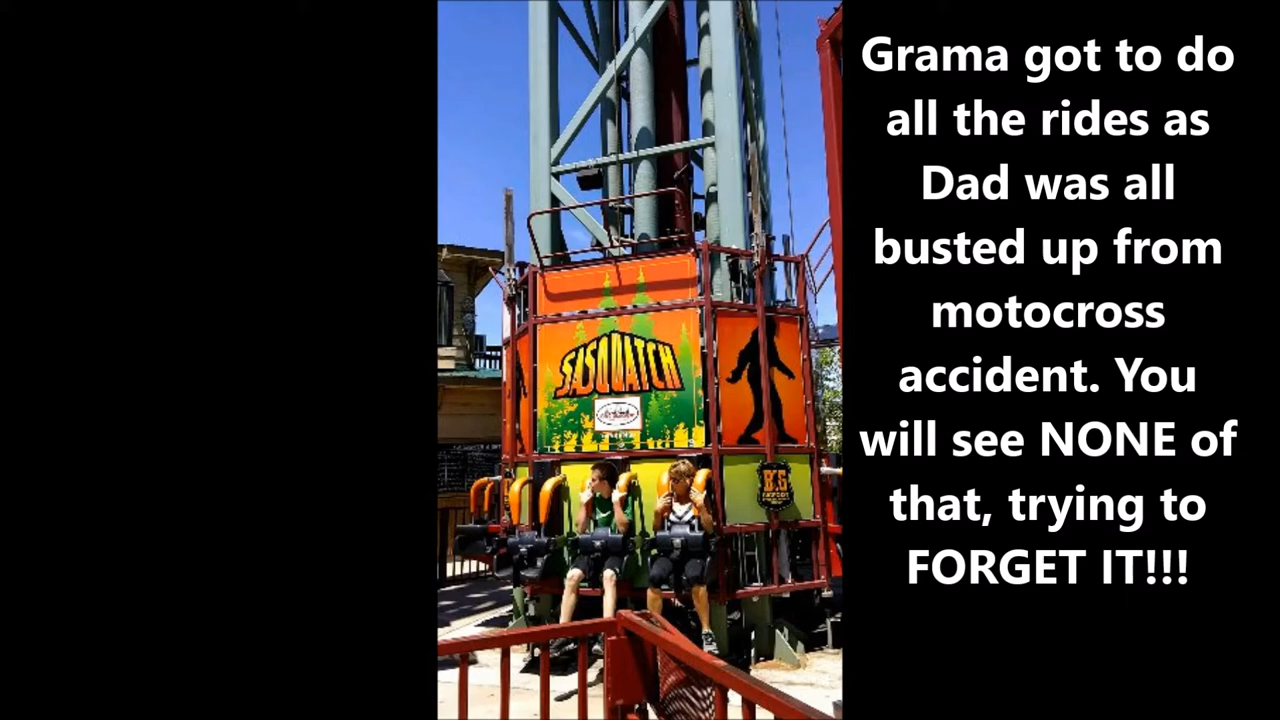 Grama got to do
all the rides as
Dad was all
busted up from
motocross
accident. You
will see NONE of
that, trying to
FORGET IT!!!
SASQUATCH